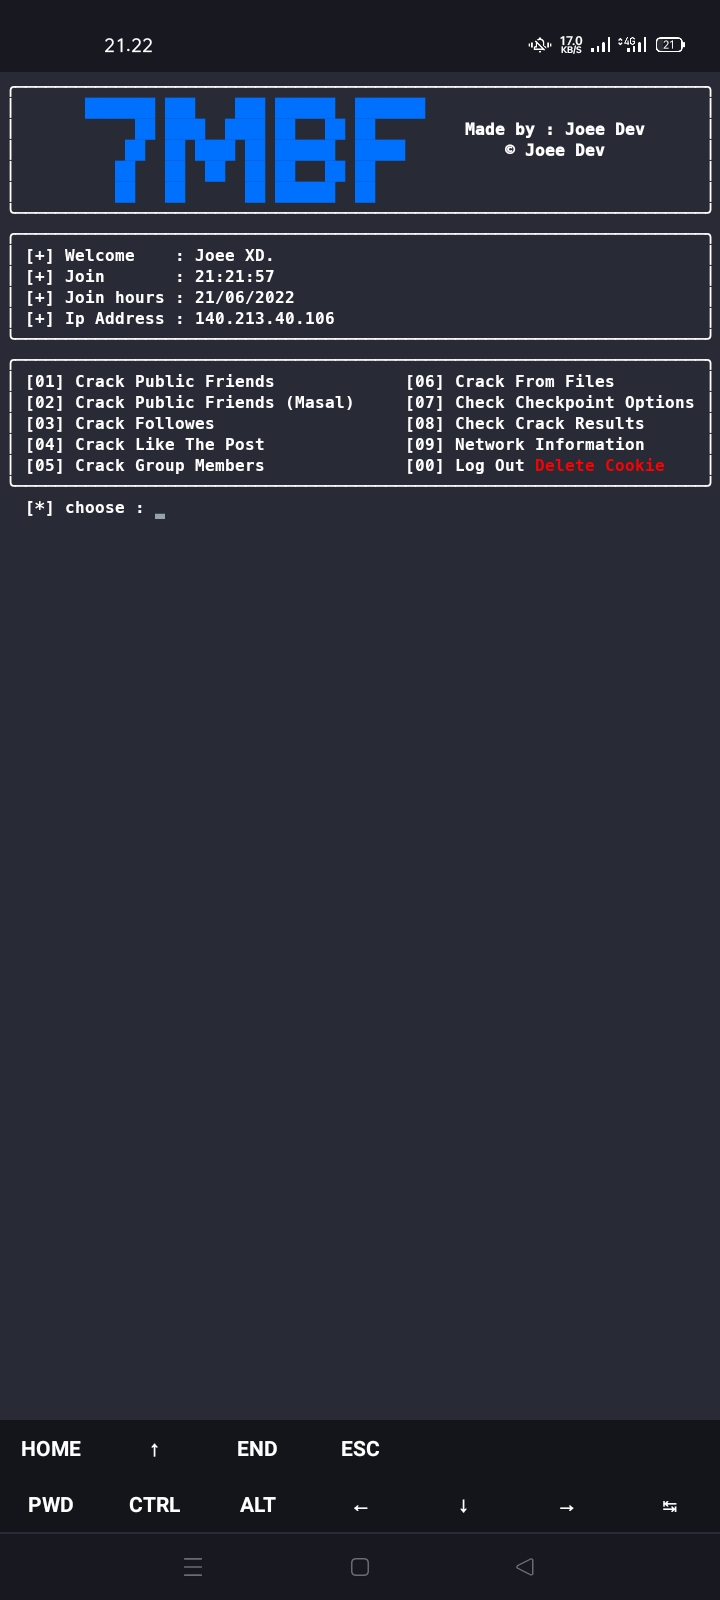 21.22 17.0 KB/S 4G 21
7MBF
Made by : Joee Dev
© Joee Dev
[+] Welcome : Joee XD.
[+] Join : 21:21:57
[+] Join hours : 21/06/2022
[+] Ip Address : 140.213.40.106
[01] Crack Public Friends [06] Crack From Files
[02] Crack Public Friends (Masal) [07] Check Checkpoint Options
[03] Crack Followes [08] Check Crack Results
[04] Crack Like The Post [09] Network Information
[05] Crack Group Members [00] Log Out Delete Cookie
[*] choose : _
HOME ↑ END ESC
PWD CTRL ALT ← ↓ → ↹